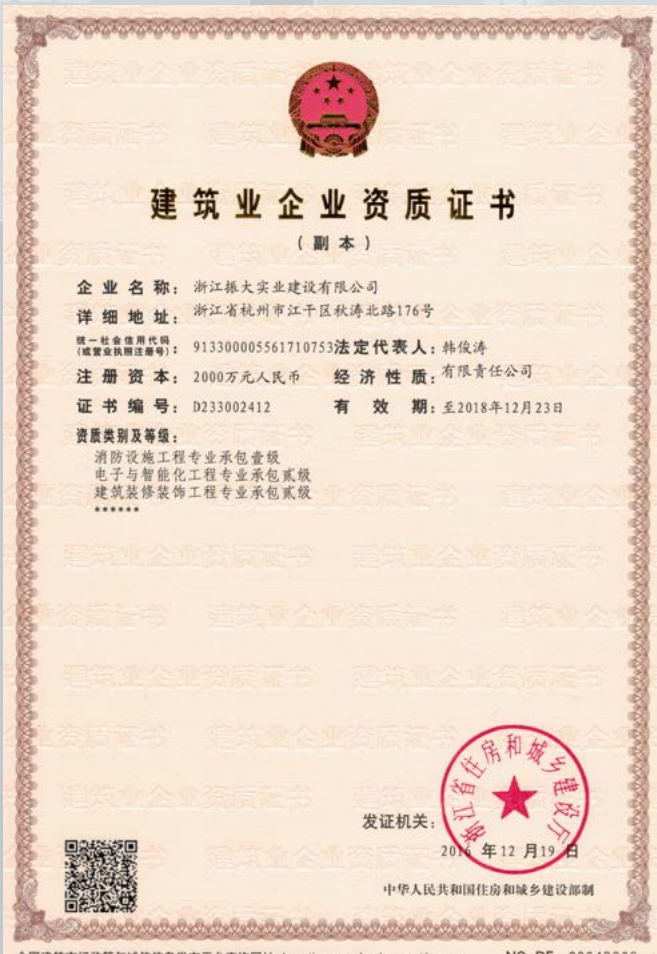 建筑业企业资质证书
（副本）
企业名称：浙江振大实业建设有限公司
详细地址：浙江省杭州市江干区秋涛北路176号
统一社会信用代码
（或营业执照注册号）：913300005561710753 法定代表人：韩俊涛
注册资本：2000万元人民币 经济性质：有限责任公司
证书编号：D233002412 有效期：至2018年12月23日
资质类别及等级：
消防设施工程专业承包壹级
电子与智能化工程专业承包贰级
建筑装修装饰工程专业承包贰级
******
浙江省住房和城乡建设厅
发证机关：
2016年12月19日
中华人民共和国住房和城乡建设部制